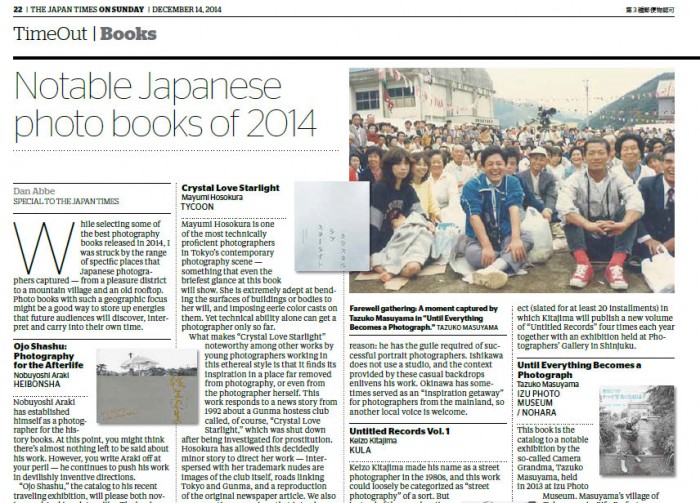 22 | THE JAPAN TIMES ON SUNDAY | DECEMBER 14, 2014
第3種郵便物認可
TimeOut | Books
Notable Japanese
photo books of 2014
Dan Abbe
SPECIAL TO THE JAPAN TIMES
While selecting some of
the best photography
books released in 2014, I
was struck by the range
of specific places that
Japanese photogra-
phers captured — from a pleasure district
to a mountain village and an old rooftop.
Photo books with such a geographic focus
might be a good way to store up energies
that future audiences will discover, inter-
pret and carry into their own time.
Ojo Shashu:
Photography
for the Afterlife
Nobuyoshi Araki
HEIBONSHA
Nobuyoshi Araki
has established
himself as a photog-
rapher for the his-
tory books. At this point, you might think
there's almost nothing left to be said about
his work. However, you write Araki off at
your peril — he continues to push his work
in devilishly inventive directions.
"Ojo Shashu," the catalog to his recent
traveling exhibition, will please both nov-
Crystal Love Starlight
Mayumi Hosokura
TYCOON
Mayumi Hosokura is
one of the most
technically
proficient photographers
in Tokyo's contemporary
photography scene —
something that even the
briefest glance at this book
will show. She is extremely adept at bend-
ing the surfaces of buildings or bodies to
her will, and imposing eerie color casts on
them. Yet technical ability alone can get a
photographer only so far.
What makes "Crystal Love Starlight"
noteworthy among other works by
young photographers working in
this ethereal style is that it finds its
inspiration in a place far removed
from photography, or even from
the photographer herself. This
work responds to a news story from
1992 about a Gunma hostess club
called, of course, "Crystal Love
Starlight," which was shut down
after being investigated for prostitution.
Hosokura has allowed this decidedly
minor story to direct her work — inter-
spersed with her trademark nudes are
images of the club itself, roads linking
Tokyo and Gunma, and a reproduction
of the original newspaper article. We also
Farewell gathering: A moment captured by
Tazuko Masuyama in "Until Everything
Becomes a Photograph." TAZUKO MASUYAMA
reason: he has the guile required of suc-
cessful portrait photographers. Ishikawa
does not use a studio, and the context
provided by these casual backdrops
enlivens his work. Okinawa has some-
times served as an "inspiration getaway"
for photographers from the mainland, so
another local voice is welcome.
Untitled Records Vol. 1
Keizo Kitajima
KULA
Keizo Kitajima made his name as a street
photographer in the 1980s, and this work
could loosely be categorized as "street
photography" of a sort. But
ect (slated for at least 20 installments) in
which Kitajima will publish a new volume
of "Untitled Records" four times each year
together with an exhibition held at Pho-
tographers' Gallery in Shinjuku.
Until Everything Becomes a
Photograph
Tazuko Masuyama
IZU PHOTO
MUSEUM
/ NOHARA
This book is the
catalog to a notable
exhibition by the
so-called Camera
Grandma, Tazuko
Masuyama, held
in 2013 at Izu Photo
Museum. Masuyama's village of